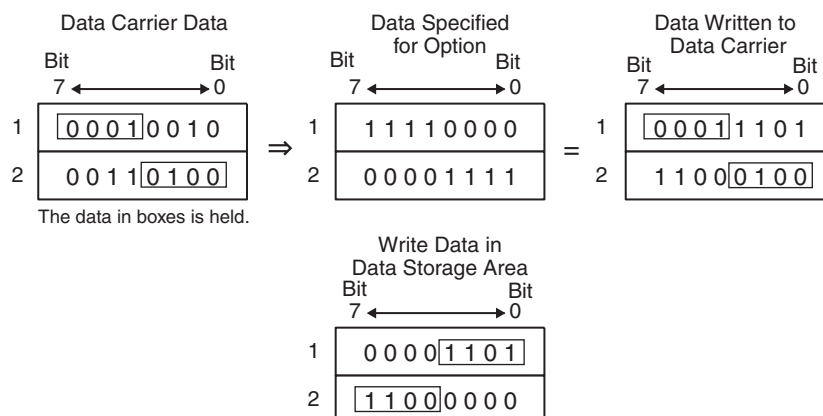 Data Carrier Data
Bit Bit
7 0
1 0 0 0 1 0 0 1 0
2 0 0 1 1 0 1 0 0
The data in boxes is held.
⇒
Data Specified
for Option
Bit Bit
7 0
1 1 1 1 1 0 0 0 0
2 0 0 0 0 1 1 1 1
=
Data Written to
Data Carrier
Bit Bit
7 0
1 0 0 0 1 1 1 0 1
2 1 1 0 0 0 1 0 0
Write Data in
Data Storage Area
Bit Bit
7 0
1 0 0 0 0 1 1 0 1
2 1 1 0 0 0 0 0 0